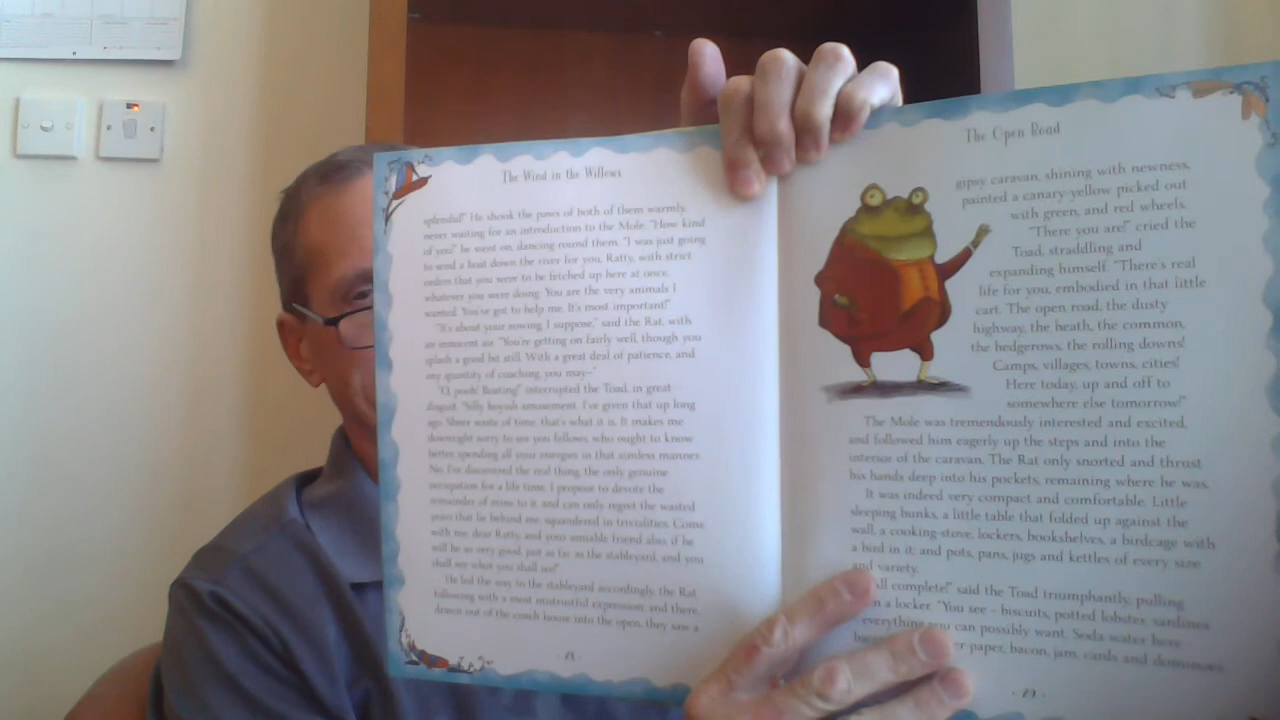 The Wind in the Willows
splendid!" He shook the paws of both of them warmly,
never waiting for an introduction to the Mole. "How kind
of you!" he went on, dancing round them. "I was just going
to send a boat down the river for you, Ratty, with strict
orders that you were to be fetched up here at once,
whatever you were doing. You are the very animals I
wanted. You've got to help me. It's most important!"
"It's about your rowing, I suppose," said the Rat, with
an innocent air. "You're getting on fairly well, though you
splash a good bit still. With a great deal of patience, and
any quantity of coaching, you may–"
"O, pooh! Boating!" interrupted the Toad, in great
disgust. "Silly boyish amusement. I've given that up long
ago. Sheer waste of time, that's what it is. It makes me
downright sorry to see you fellows, who ought to know
better, spending all your energies in that aimless manner.
No, I've discovered the real thing, the only genuine
occupation for a life time. I propose to devote the
remainder of mine to it, and can only regret the wasted
years that lie behind me, squandered in trivialities. Come
with me, dear Ratty, and your amiable friend also, if he
will be so very good, just as far as the stableyard, and you
shall see what you shall see!"
He led the way to the stableyard accordingly, the Rat
following with a most mistrustful expression; and there,
drawn out of the coach house into the open, they saw a
The Open Road
gipsy caravan, shining with newness,
painted a canary-yellow picked out
with green, and red wheels.
"There you are!" cried the
Toad, straddling and
expanding himself. "There's real
life for you, embodied in that little
cart. The open road, the dusty
highway, the heath, the common,
the hedgerows, the rolling downs!
Camps, villages, towns, cities!
Here today, up and off to
somewhere else tomorrow!"
The Mole was tremendously interested and excited,
and followed him eagerly up the steps and into the
interior of the caravan. The Rat only snorted and thrust
his hands deep into his pockets, remaining where he was.
It was indeed very compact and comfortable. Little
sleeping bunks, a little table that folded up against the
wall, a cooking-stove, lockers, bookshelves, a birdcage with
a bird in it; and pots, pans, jugs and kettles of every size
and variety.
All complete!" said the Toad triumphantly, pulling
a locker. "You see – biscuits, potted lobster, sardines
everything you can possibly want. Soda-water here
paper, bacon, jam, cards and dominoes
- 29 -